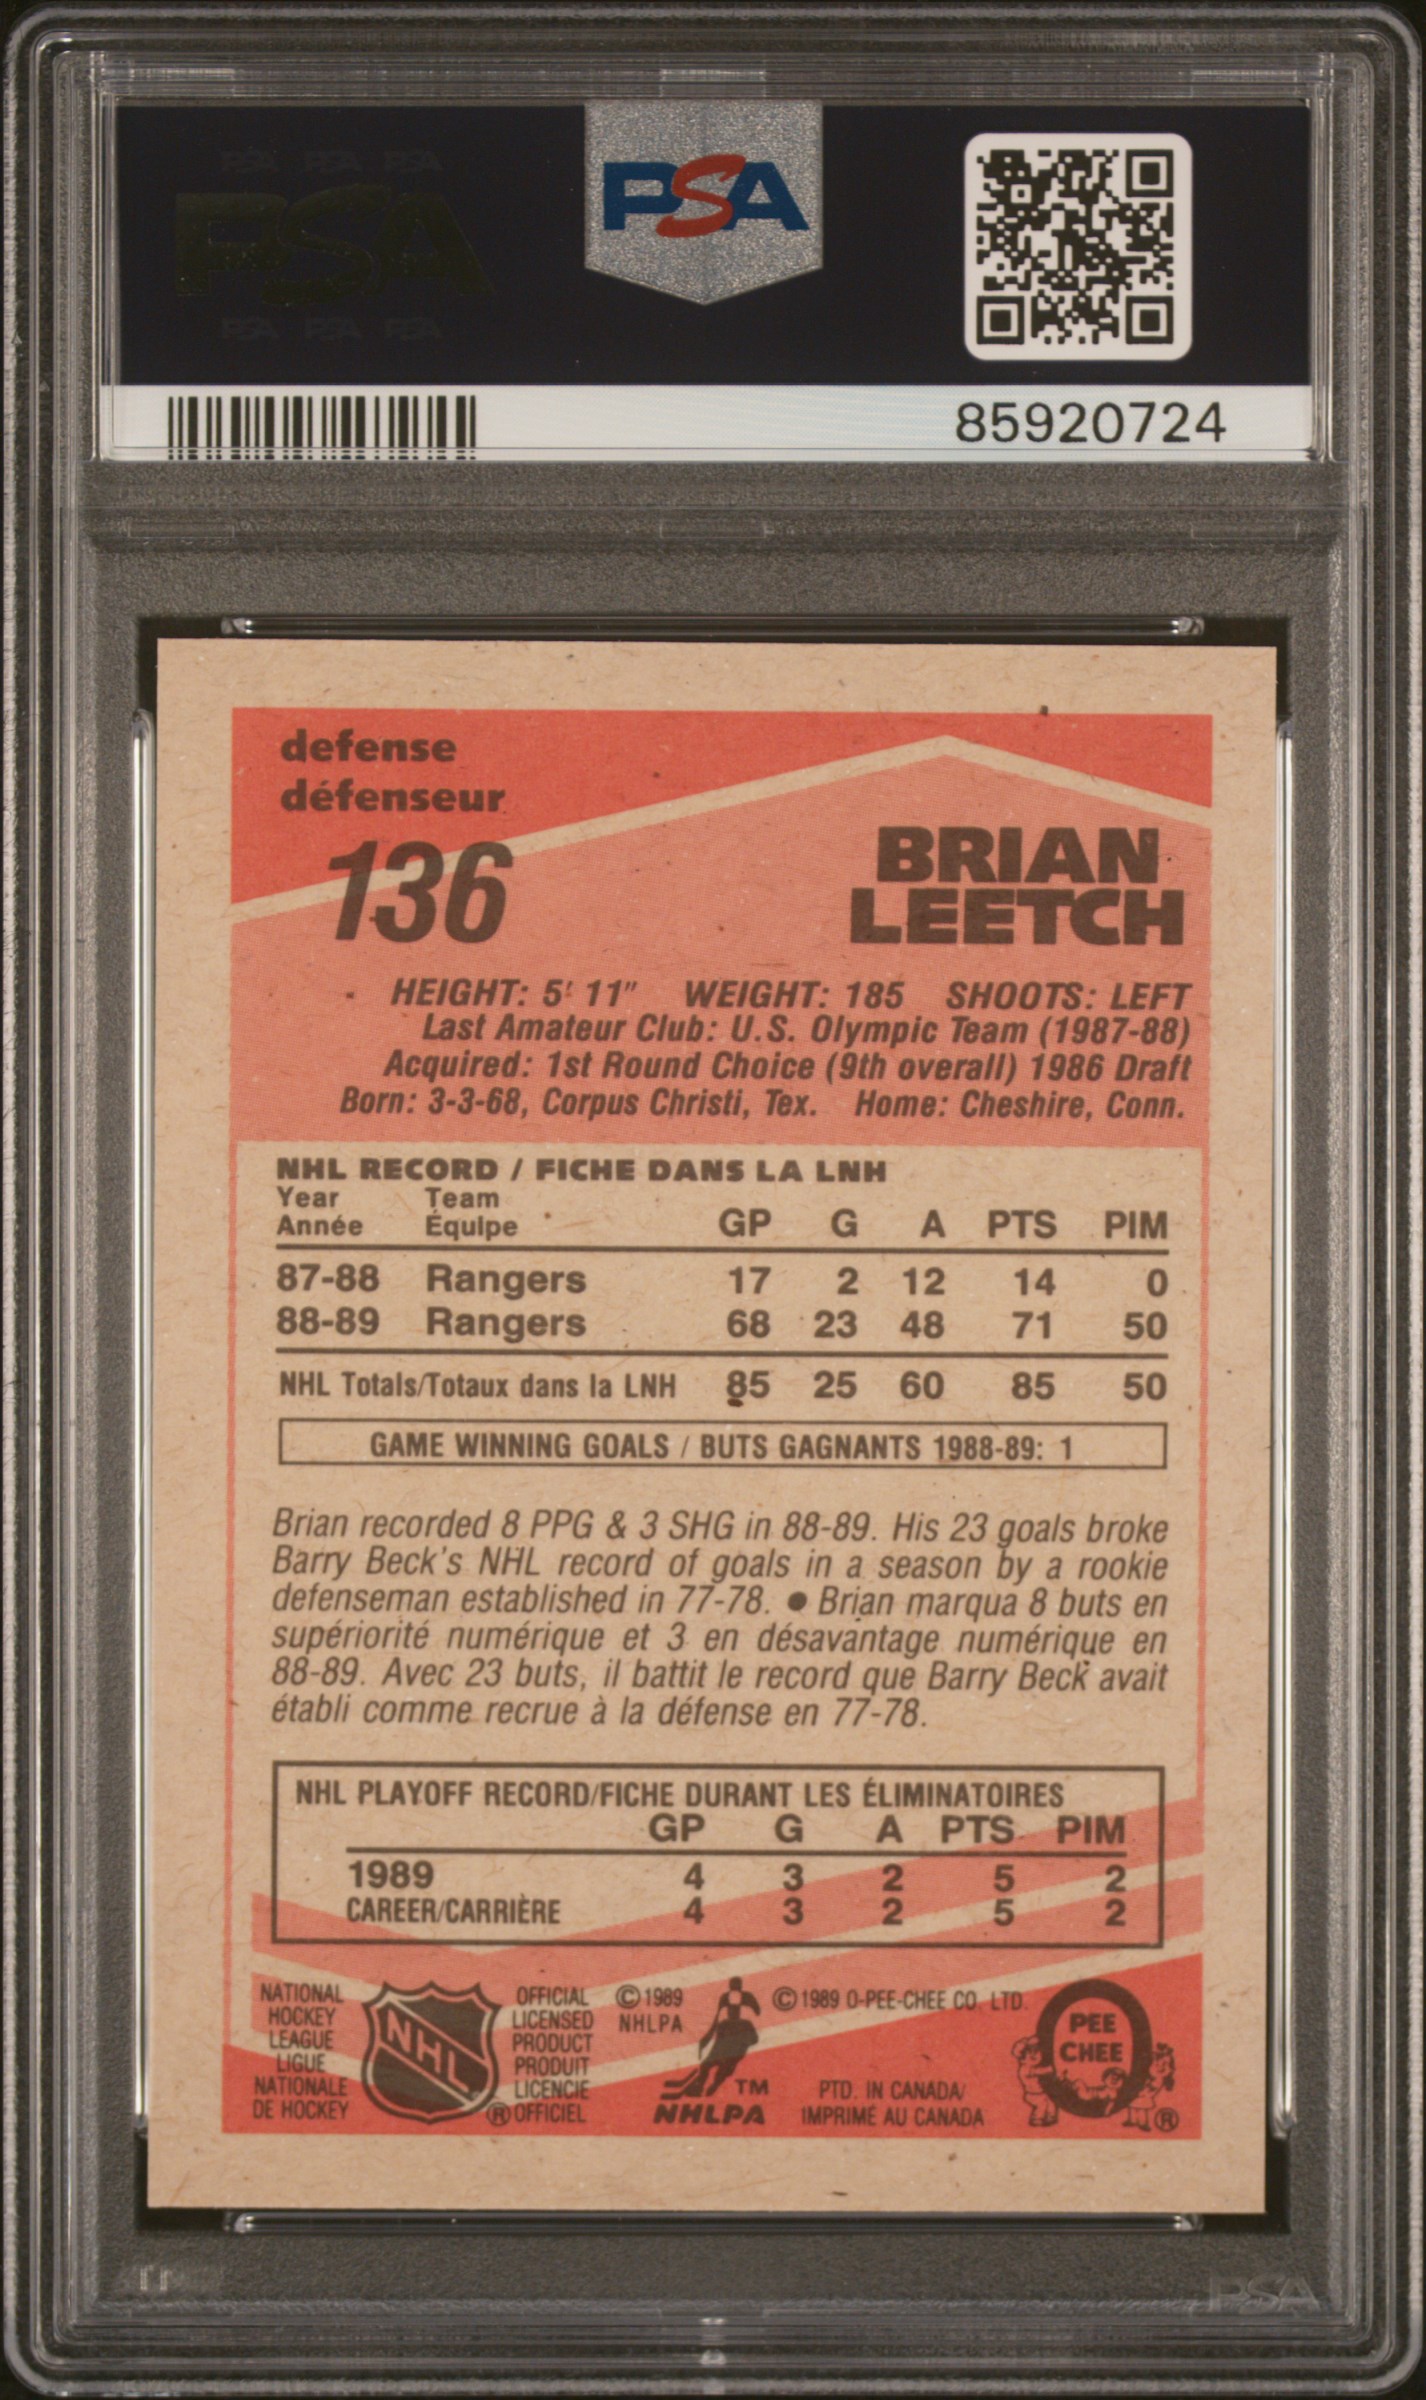 PSA PSA PSA
PSA
PSA PSA PSA
PSA
85920724
defense
défenseur
136
BRIAN
LEETCH
HEIGHT: 5' 11" WEIGHT: 185 SHOOTS: LEFT
Last Amateur Club: U.S. Olympic Team (1987-88)
Acquired: 1st Round Choice (9th overall) 1986 Draft
Born: 3-3-68, Corpus Christi, Tex. Home: Cheshire, Conn.
NHL RECORD / FICHE DANS LA LNH
Year Team
Année Équipe GP G A PTS PIM
87-88 Rangers 17 2 12 14 0
88-89 Rangers 68 23 48 71 50
NHL Totals/Totaux dans la LNH 85 25 60 85 50
GAME WINNING GOALS / BUTS GAGNANTS 1988-89: 1
Brian recorded 8 PPG & 3 SHG in 88-89. His 23 goals broke
Barry Beck's NHL record of goals in a season by a rookie
defenseman established in 77-78. ● Brian marqua 8 buts en
supériorité numérique et 3 en désavantage numérique en
88-89. Avec 23 buts, il battit le record que Barry Beck avait
établi comme recrue à la défense en 77-78.
NHL PLAYOFF RECORD/FICHE DURANT LES ÉLIMINATOIRES
GP G A PTS PIM
1989 4 3 2 5 2
CAREER/CARRIÈRE 4 3 2 5 2
NATIONAL
HOCKEY
LEAGUE
LIGUE
NATIONALE
DE HOCKEY
NHL
OFFICIAL
LICENSED
PRODUCT
PRODUIT
LICENCIE
® OFFICIEL
© 1989
NHLPA
TM
NHLPA
© 1989 O-PEE-CHEE CO. LTD.
PTD. IN CANADA/
IMPRIMÉ AU CANADA
O
PEE
CHEE
®
PSA